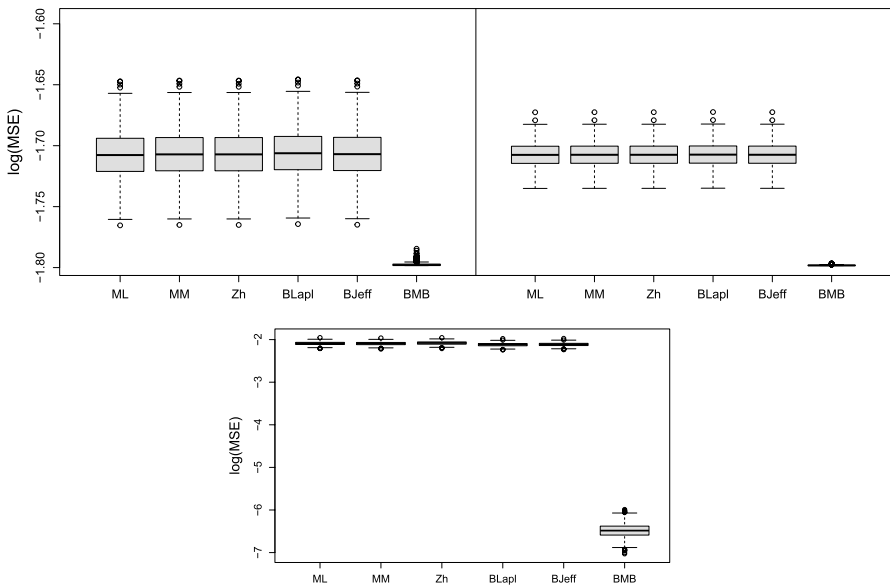 log(MSE)
−1.60
−1.65
−1.70
−1.75
−1.80
ML MM Zh BLapl BJeff BMB
ML MM Zh BLapl BJeff BMB
log(MSE)
−2
−3
−4
−5
−6
−7
ML MM Zh BLapl BJeff BMB